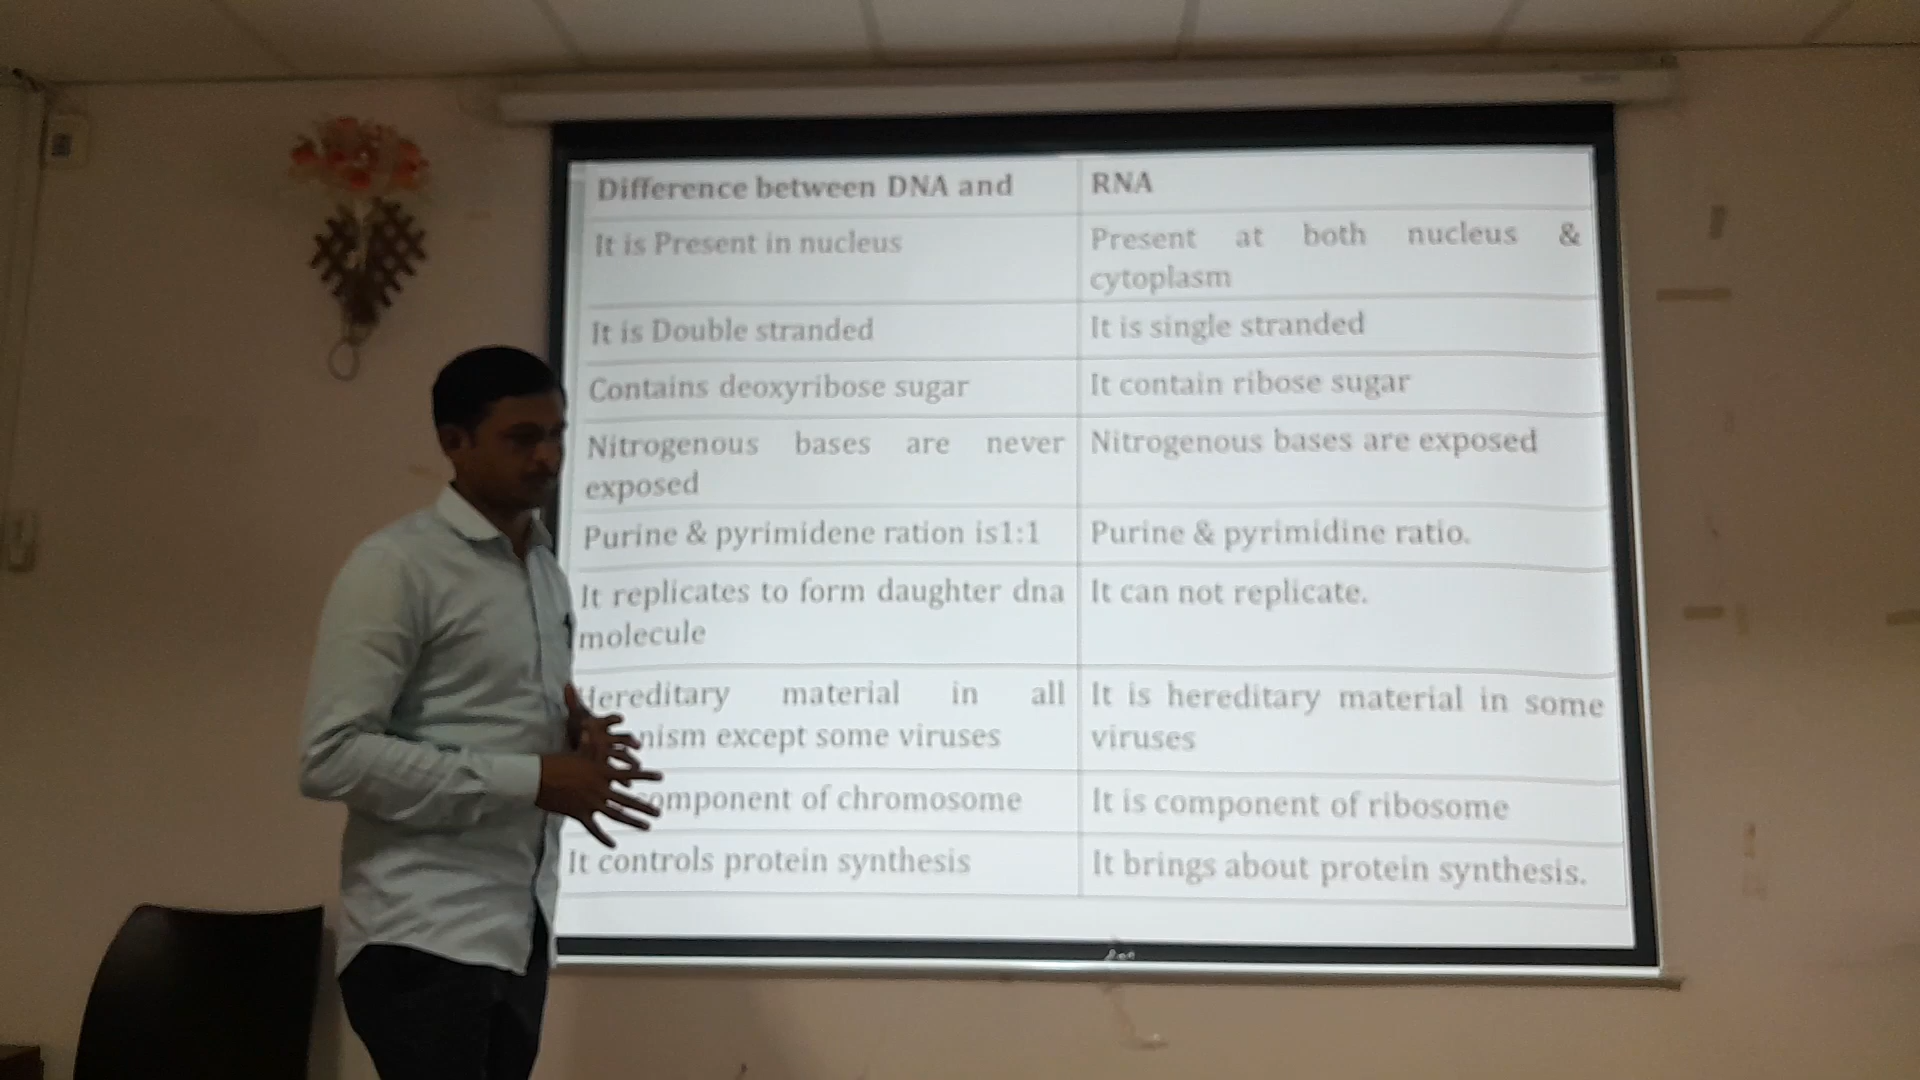 Difference between DNA and
RNA
It is Present in nucleus
Present at both nucleus &
cytoplasm
It is Double stranded
It is single stranded
Contains deoxyribose sugar
It contain ribose sugar
Nitrogenous bases are never
exposed
Nitrogenous bases are exposed
Purine & pyrimidene ration is1:1
Purine & pyrimidine ratio.
It replicates to form daughter dna
molecule
It can not replicate.
Hereditary material in all
except some viruses
It is hereditary material in some
viruses
component of chromosome
It is component of ribosome
It controls protein synthesis
It brings about protein synthesis.